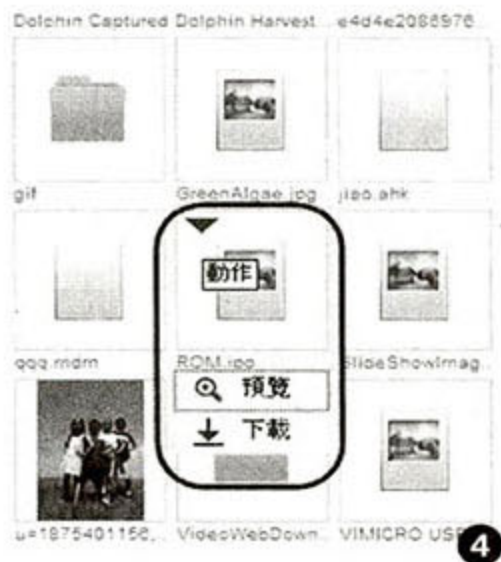 Dolphin Captured Dolphin Harvest... e4d4e2086976...
gif GreenAlgae.jpg jipo.ahk
動作
qqq.mdm ROM.jpg SlideShowImag...
預覽
下載
u=1875401156, VideoWebDown... VIMICRO USB
4